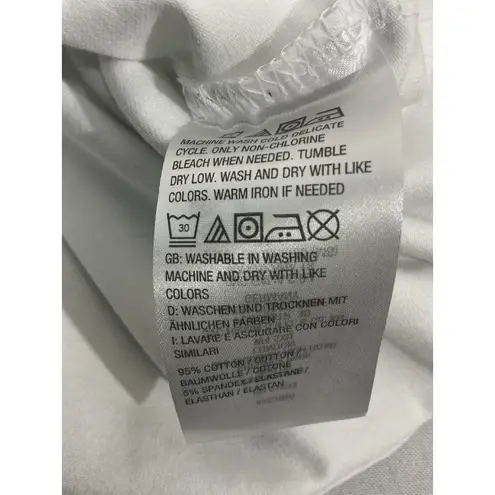 MACHINE WASH COLD DELICATE
CYCLE. ONLY NON-CHLORINE
BLEACH WHEN NEEDED. TUMBLE
DRY LOW. WASH AND DRY WITH LIKE
COLORS. WARM IRON IF NEEDED
30
GB: WASHABLE IN WASHING
MACHINE AND DRY WITH LIKE
COLORS
D: WASCHEN UND TROCKNEN MIT
ÄHNLICHEN FARBEN
I: LAVARE E ASCIUGARE CON COLORI
SIMILARI
95% COTTON / COTTON /
BAUMWOLLE / COTONE
5% SPANDEX / ELASTANE /
ELASTHAN / ELASTAN